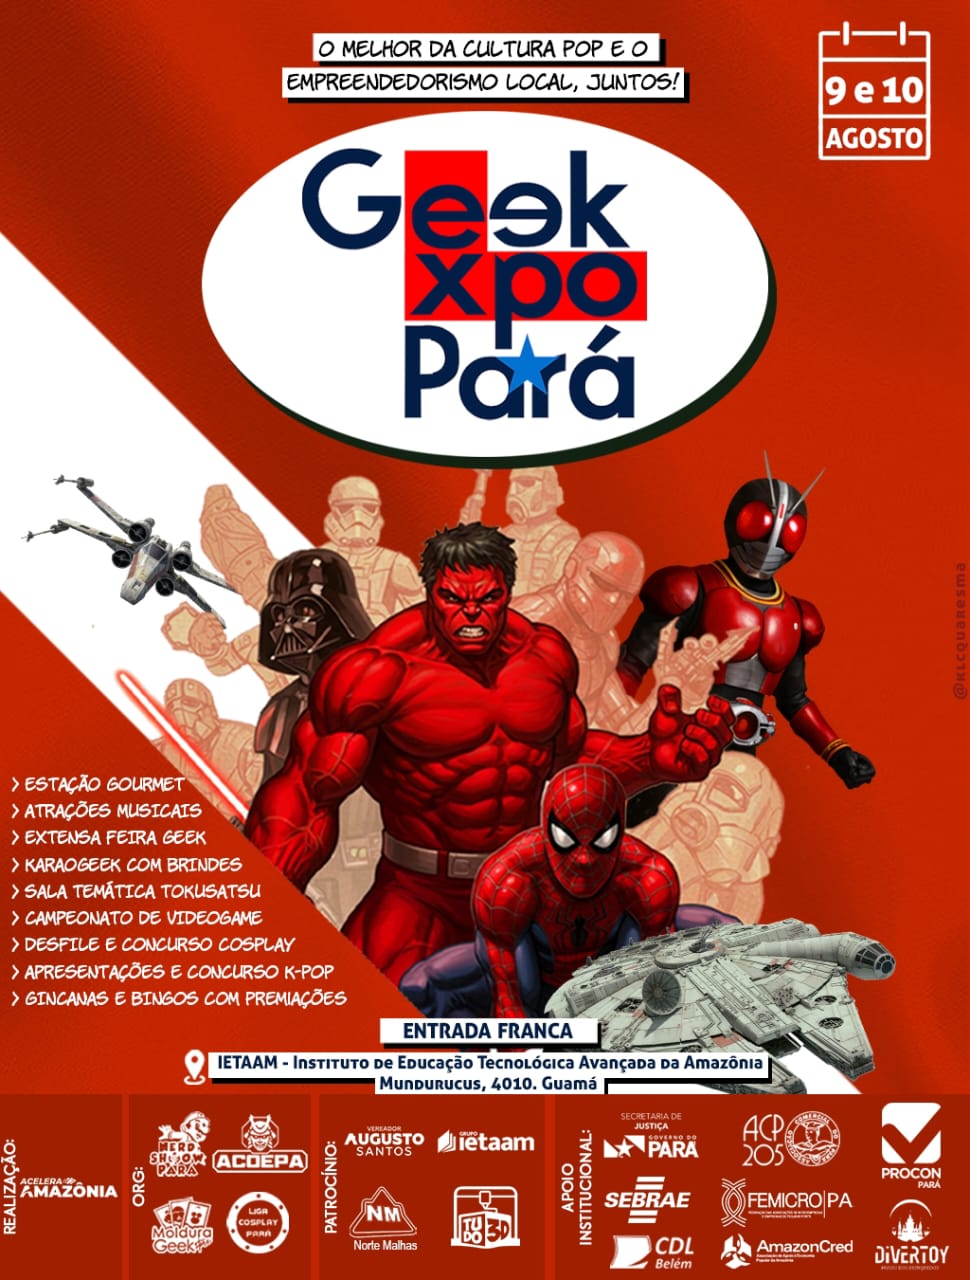 O MELHOR DA CULTURA POP E O
EMPREENDEDORISMO LOCAL, JUNTOS!
9 e 10
AGOSTO
Geek
xpo
Pará
@KLCQUARESMA
> ESTAÇÃO GOURMET
> ATRAÇÕES MUSICAIS
> EXTENSA FEIRA GEEK
> KARAOGEEK COM BRINDES
> SALA TEMÁTICA TOKUSATSU
> CAMPEONATO DE VIDEOGAME
> DESFILE E CONCURSO COSPLAY
> APRESENTAÇÕES E CONCURSO K-POP
> GINCANAS E BINGOS COM PREMIAÇÕES
ENTRADA FRANCA
IETAAM - Instituto de Educação Tecnológica Avançada da Amazônia
Mundurucus, 4010. Guamá
REALIZAÇÃO:
ACELERA
AMAZÔNIA
ORG:
NERD
SHOW
PARÁ
ACOEPA
Moldura
Geek
LIGA
COSPLAY
PARÁ
PATROCÍNIO:
VEREADOR
AUGUSTO
SANTOS
GRUPO
ietaam
NM
Norte Malhas
TU
DO
3D
APOIO
INSTITUCIONAL:
SECRETARIA DE
JUSTIÇA
GOVERNO DO
PARÁ
ACP
205
SEBRAE
FEMICRO PA
CDL
Belém
AmazonCred
PROCON
PARÁ
DiVERTOY